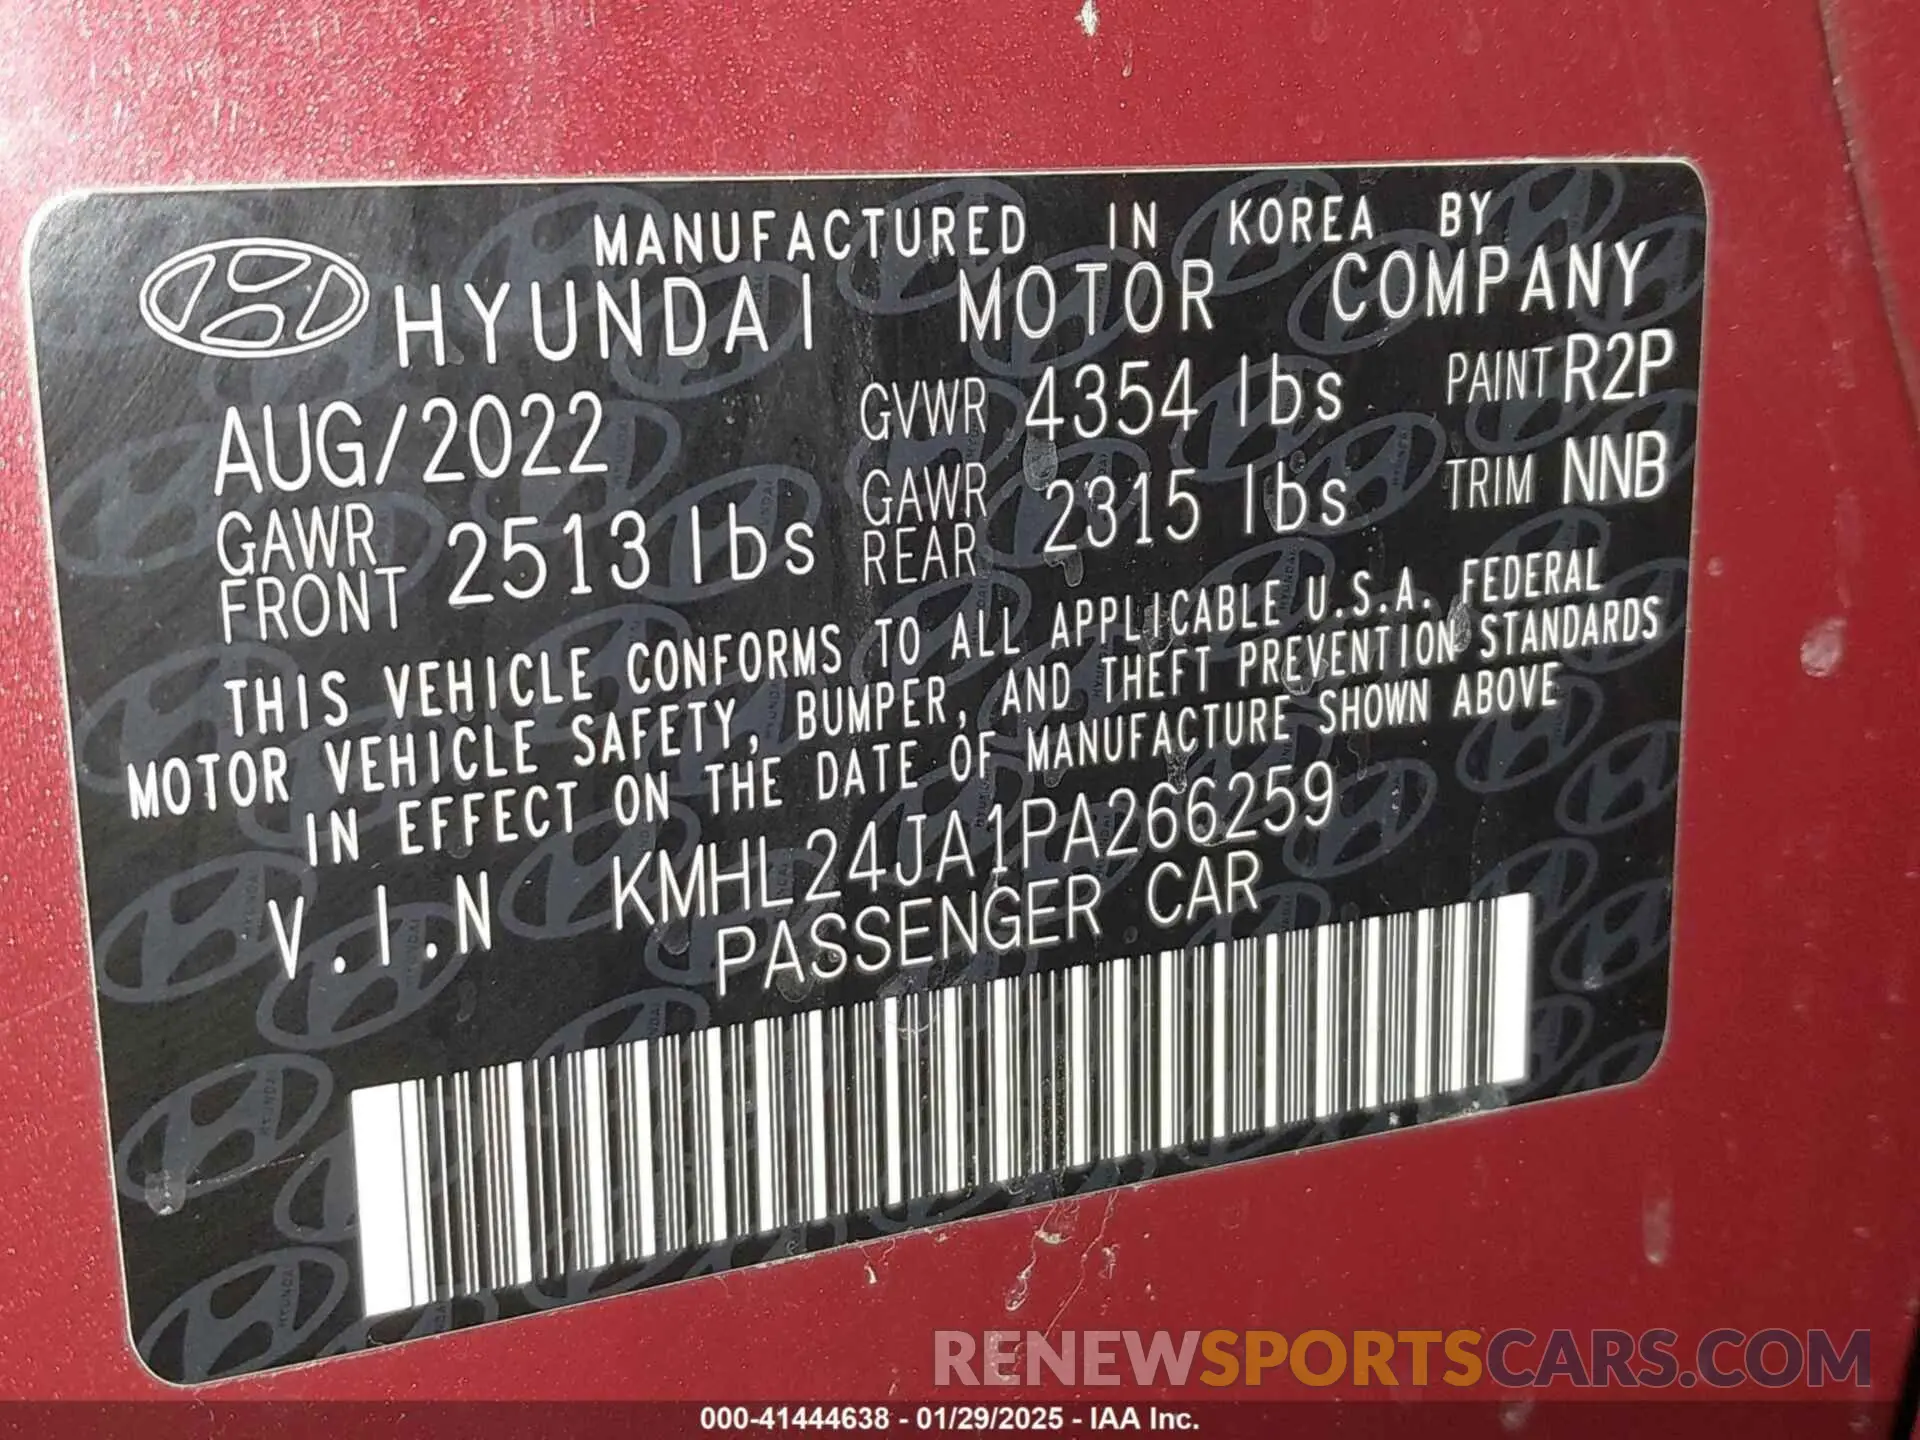 MANUFACTURED IN KOREA BY
HYUNDAI MOTOR COMPANY
AUG/2022 GVWR 4354 lbs PAINT R2P
GAWR FRONT 2513 lbs GAWR REAR 2315 lbs TRIM NNB
THIS VEHICLE CONFORMS TO ALL APPLICABLE U.S.A. FEDERAL
MOTOR VEHICLE SAFETY, BUMPER, AND THEFT PREVENTION STANDARDS
IN EFFECT ON THE DATE OF MANUFACTURE SHOWN ABOVE
V.I.N KMHL24JA1PA266259
PASSENGER CAR
RENEWSPORTSCARS.COM
000-41444638 - 01/29/2025 - IAA Inc.